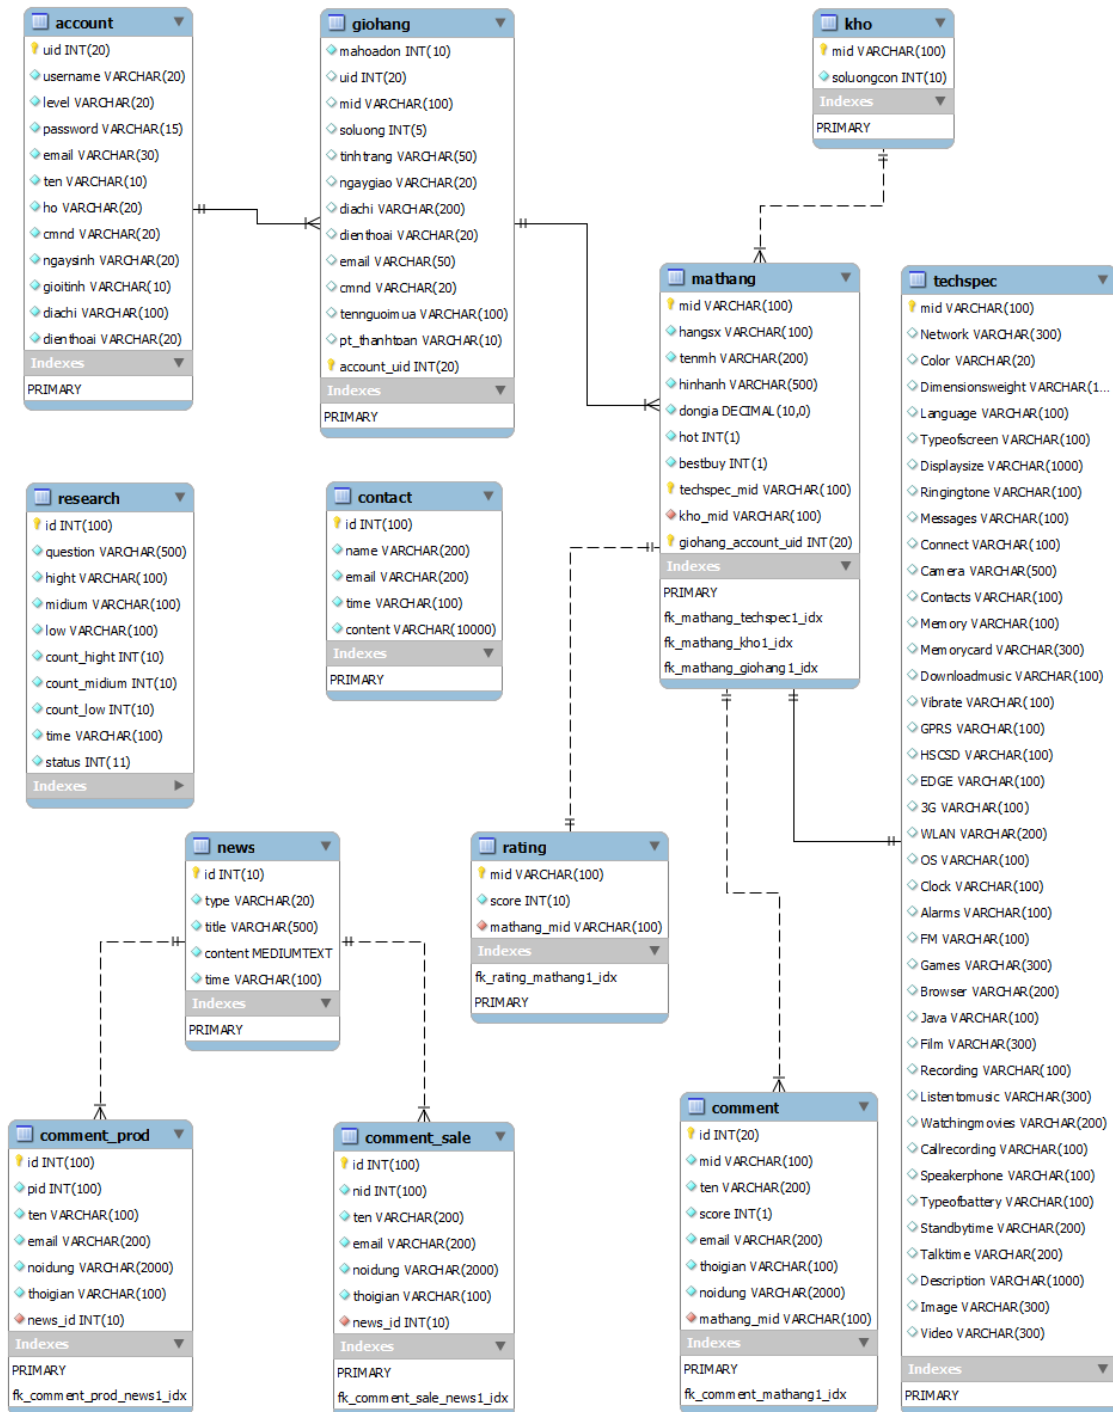 account
uid INT(20)
username VARCHAR(20)
level VARCHAR(20)
password VARCHAR(15)
email VARCHAR(30)
ten VARCHAR(10)
ho VARCHAR(20)
cmnd VARCHAR(20)
ngaysinh VARCHAR(20)
gioitinh VARCHAR(10)
diachi VARCHAR(100)
dienthoai VARCHAR(20)
Indexes
PRIMARY
giohang
mahoadon INT(10)
uid INT(20)
mid VARCHAR(100)
soluong INT(5)
tinhtrang VARCHAR(50)
ngaygiao VARCHAR(20)
diachi VARCHAR(200)
dienthoai VARCHAR(20)
email VARCHAR(50)
cmnd VARCHAR(20)
tennguoimua VARCHAR(100)
pt_thanhtoan VARCHAR(10)
account_uid INT(20)
Indexes
PRIMARY
kho
mid VARCHAR(100)
soluongcon INT(10)
Indexes
PRIMARY
mathang
mid VARCHAR(100)
hangsx VARCHAR(100)
tenmh VARCHAR(200)
hinhanh VARCHAR(500)
dongia DECIMAL(10,0)
hot INT(1)
bestbuy INT(1)
techspec_mid VARCHAR(100)
kho_mid VARCHAR(100)
giohang_account_uid INT(20)
Indexes
PRIMARY
fk_mathang_techspec1_idx
fk_mathang_kho1_idx
fk_mathang_giohang1_idx
techspec
mid VARCHAR(100)
Network VARCHAR(300)
Color VARCHAR(20)
Dimensionsweight VARCHAR(1...
Language VARCHAR(100)
Typeofscreen VARCHAR(100)
Displaysize VARCHAR(1000)
Ringingtone VARCHAR(100)
Messages VARCHAR(100)
Connect VARCHAR(100)
Camera VARCHAR(500)
Contacts VARCHAR(100)
Memory VARCHAR(100)
Memorycard VARCHAR(300)
Downloadmusic VARCHAR(100)
Vibrate VARCHAR(100)
GPRS VARCHAR(100)
HSCSD VARCHAR(100)
EDGE VARCHAR(100)
3G VARCHAR(100)
WLAN VARCHAR(200)
OS VARCHAR(100)
Clock VARCHAR(100)
Alarms VARCHAR(100)
FM VARCHAR(100)
Games VARCHAR(300)
Browser VARCHAR(200)
Java VARCHAR(100)
Film VARCHAR(300)
Recording VARCHAR(100)
Listentomusic VARCHAR(300)
Watchingmovies VARCHAR(200)
Callrecording VARCHAR(100)
Speakerphone VARCHAR(100)
Typeofbattery VARCHAR(100)
Standbytime VARCHAR(200)
Talktime VARCHAR(200)
Description VARCHAR(1000)
Image VARCHAR(300)
Video VARCHAR(300)
Indexes
PRIMARY
research
id INT(100)
question VARCHAR(500)
hight VARCHAR(100)
midium VARCHAR(100)
low VARCHAR(100)
count_hight INT(10)
count_midium INT(10)
count_low INT(10)
time VARCHAR(100)
status INT(11)
Indexes
contact
id INT(100)
name VARCHAR(200)
email VARCHAR(200)
time VARCHAR(100)
content VARCHAR(10000)
Indexes
PRIMARY
news
id INT(10)
type VARCHAR(20)
title VARCHAR(500)
content MEDIUMTEXT
time VARCHAR(100)
Indexes
PRIMARY
rating
mid VARCHAR(100)
score INT(10)
mathang_mid VARCHAR(100)
Indexes
fk_rating_mathang1_idx
PRIMARY
comment_prod
id INT(100)
pid INT(100)
ten VARCHAR(100)
email VARCHAR(200)
noidung VARCHAR(2000)
thoigian VARCHAR(100)
news_id INT(10)
Indexes
PRIMARY
fk_comment_prod_news1_idx
comment_sale
id INT(100)
nid INT(100)
ten VARCHAR(200)
email VARCHAR(200)
noidung VARCHAR(2000)
thoigian VARCHAR(100)
news_id INT(10)
Indexes
PRIMARY
fk_comment_sale_news1_idx
comment
id INT(20)
mid VARCHAR(100)
ten VARCHAR(200)
score INT(1)
email VARCHAR(200)
thoigian VARCHAR(100)
noidung VARCHAR(2000)
mathang_mid VARCHAR(100)
Indexes
PRIMARY
fk_comment_mathang1_idx